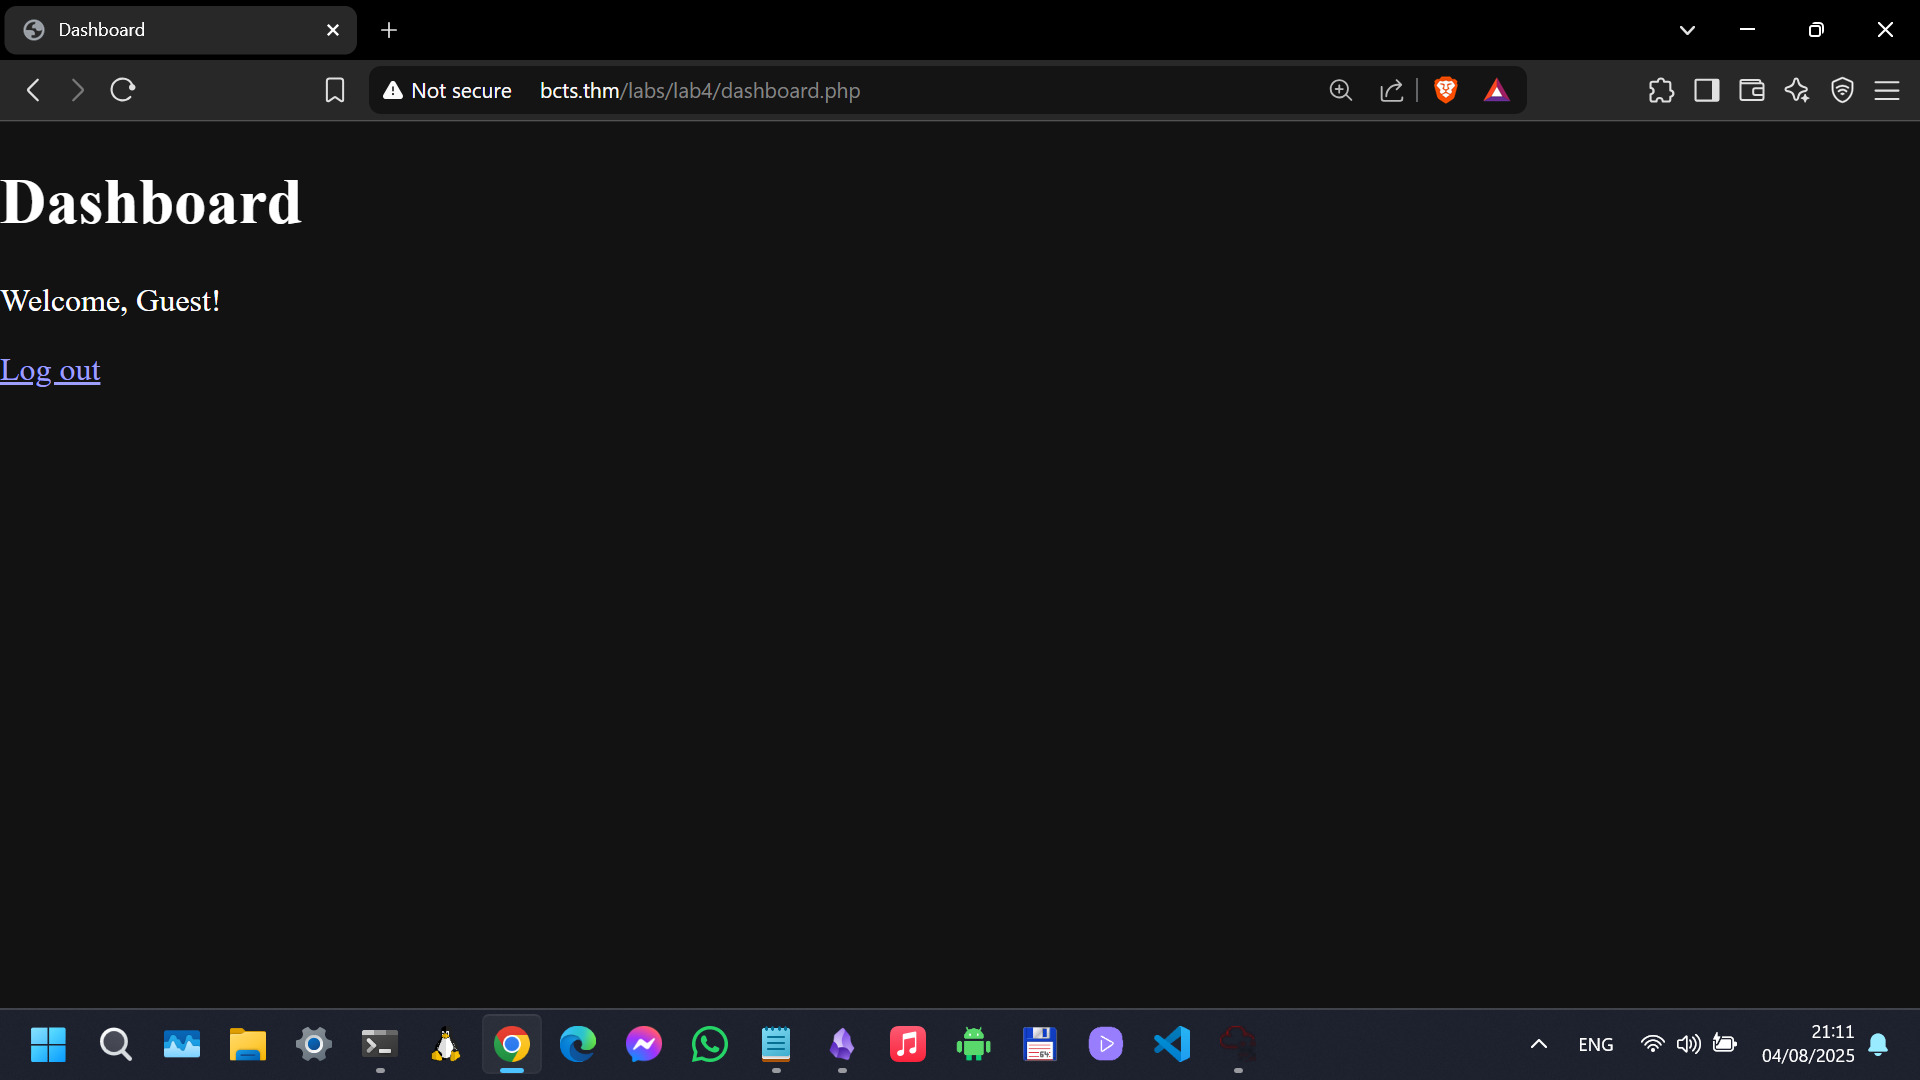 Dashboard
Not secure
bcts.thm/labs/lab4/dashboard.php
Dashboard
Welcome, Guest!
Log out
64
ENG
21:11
04/08/2025